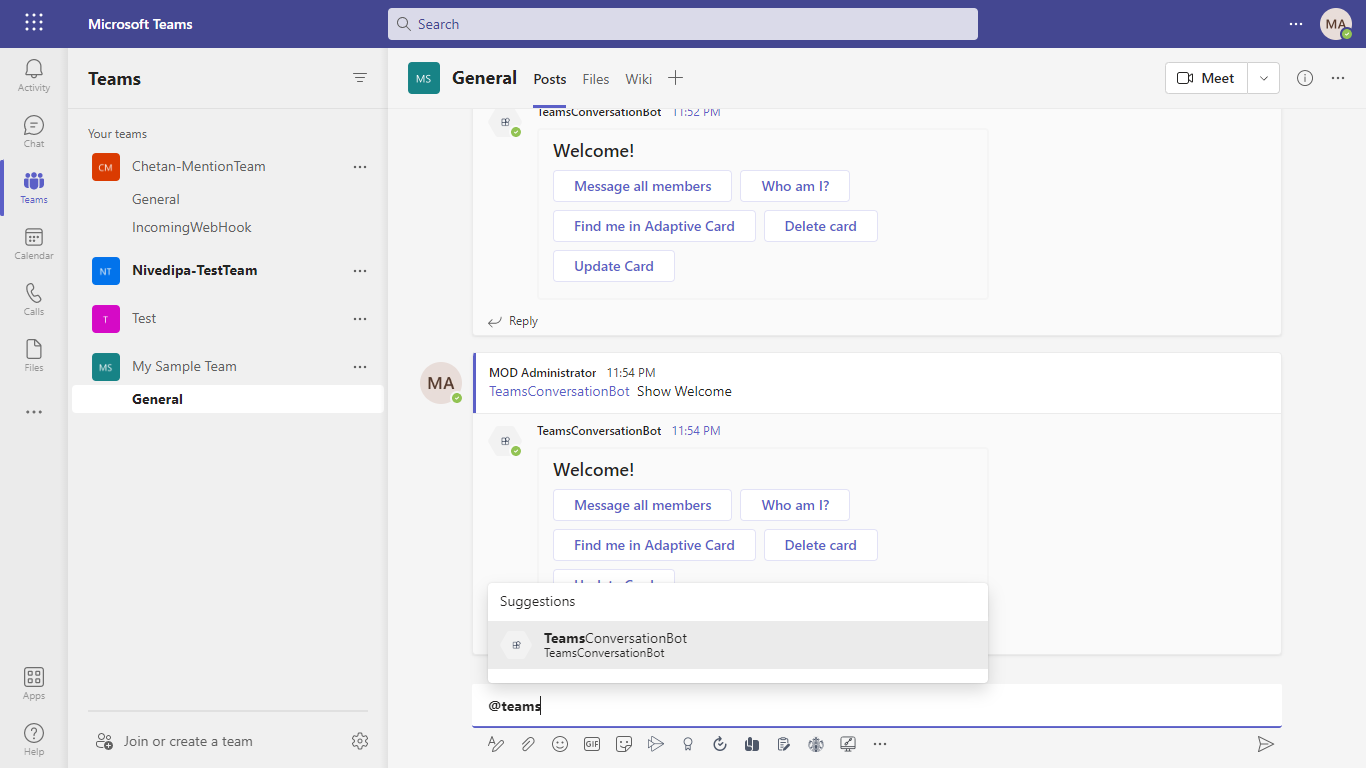 Microsoft Teams
Search
MA
Activity
Chat
Teams
Calendar
Calls
Files
Apps
Help
Teams
Your teams
CM Chetan-MentionTeam
General
IncomingWebHook
NT Nivedipa-TestTeam
T Test
MS My Sample Team
General
Join or create a team
MS General Posts Files Wiki
Meet
TeamsConversationBot 11:52 PM
Welcome!
Message all members Who am I?
Find me in Adaptive Card Delete card
Update Card
Reply
MA
MOD Administrator 11:54 PM
TeamsConversationBot Show Welcome
TeamsConversationBot 11:54 PM
Welcome!
Message all members Who am I?
Find me in Adaptive Card Delete card
Update Card
Suggestions
TeamsConversationBot
TeamsConversationBot
@teams
GIF